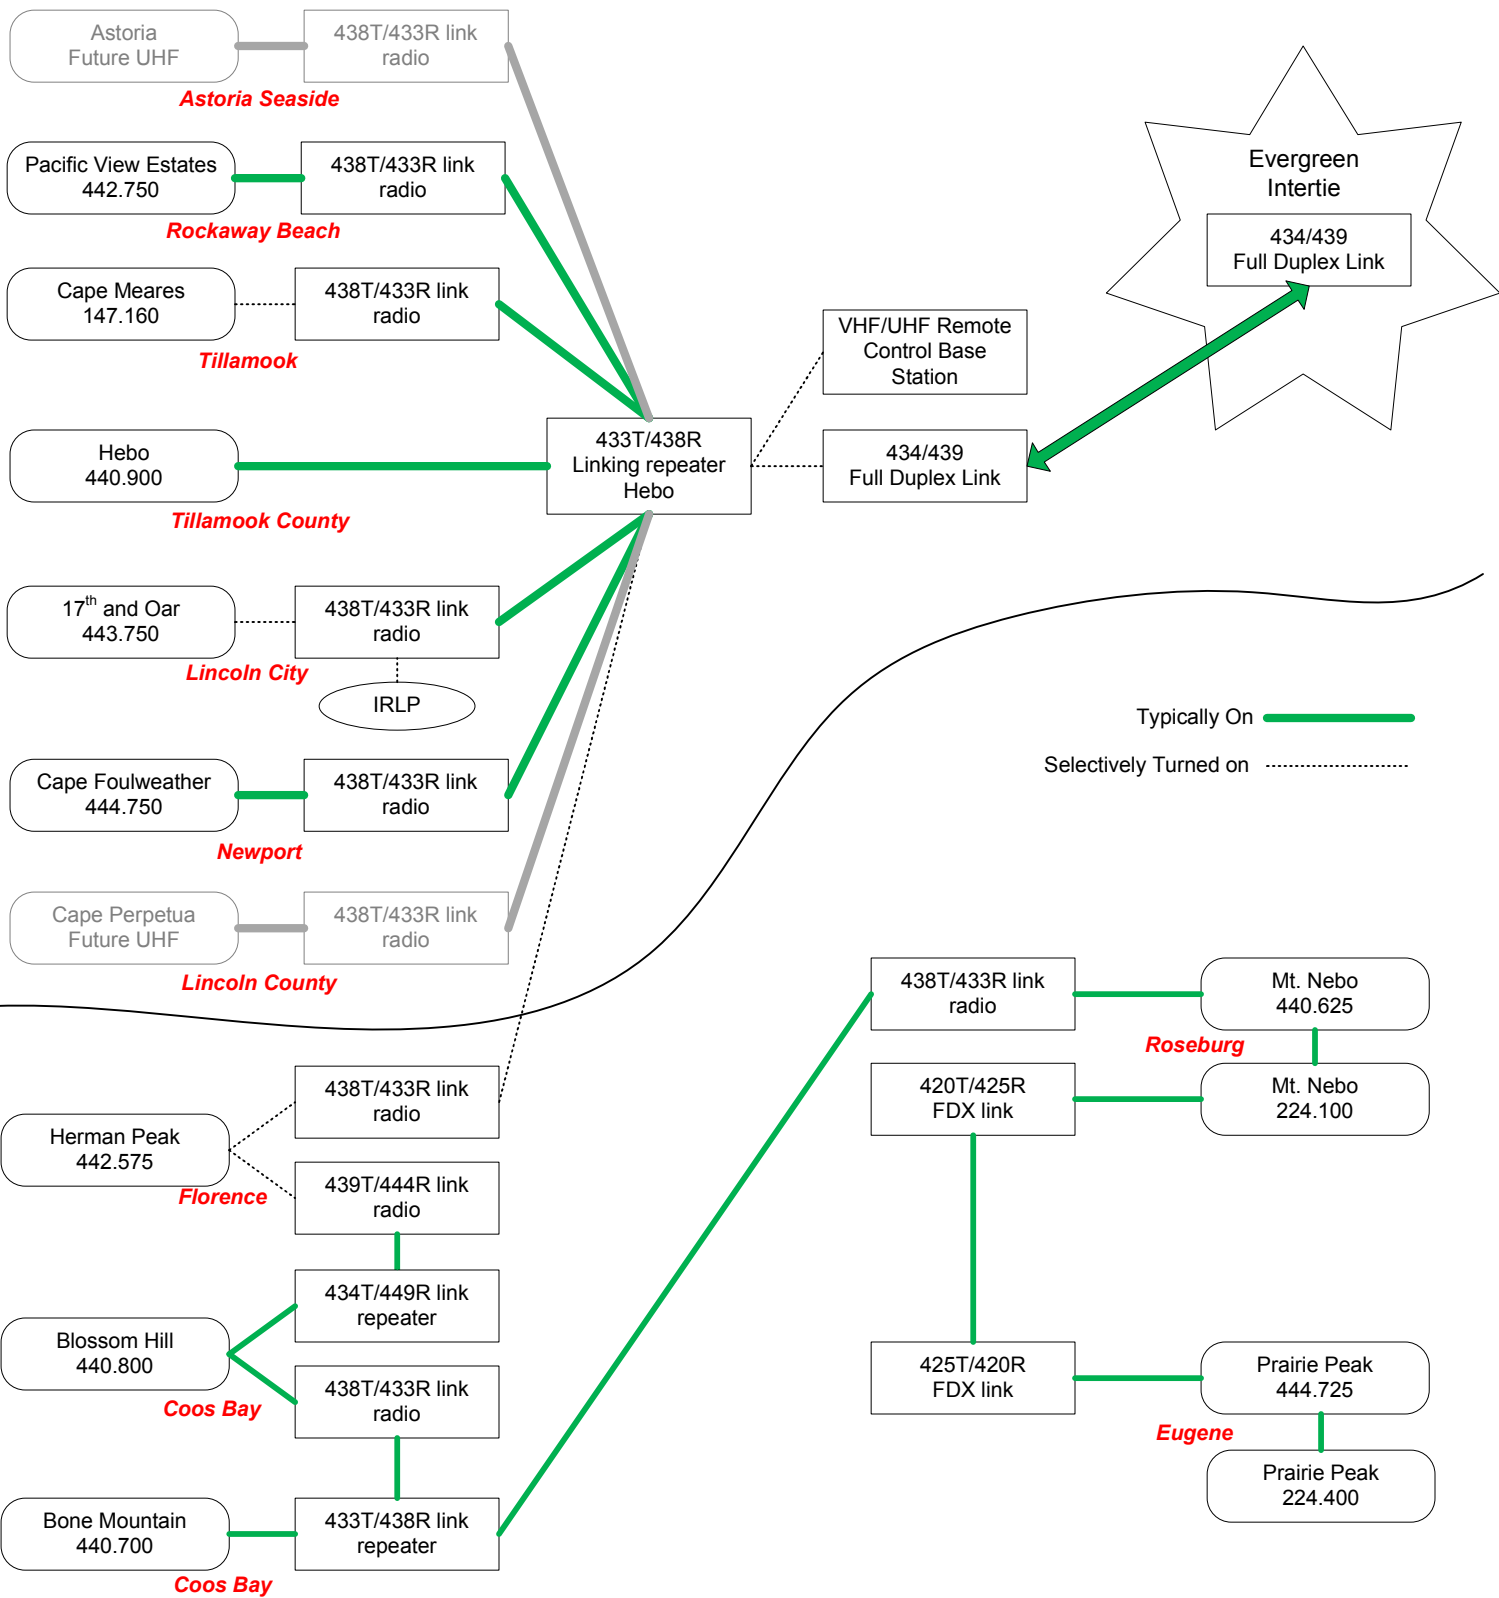 Astoria
Future UHF
438T/433R link
radio
Astoria Seaside
Pacific View Estates
442.750
438T/433R link
radio
Rockaway Beach
Cape Meares
147.160
438T/433R link
radio
Tillamook
Hebo
440.900
Tillamook County
433T/438R
Linking repeater
Hebo
VHF/UHF Remote
Control Base
Station
434/439
Full Duplex Link
Evergreen
Intertie
434/439
Full Duplex Link
17th and Oar
443.750
438T/433R link
radio
Lincoln City
IRLP
Cape Foulweather
444.750
438T/433R link
radio
Newport
Cape Perpetua
Future UHF
438T/433R link
radio
Lincoln County
Typically On
Selectively Turned on
Herman Peak
442.575
438T/433R link
radio
439T/444R link
radio
Florence
434T/449R link
repeater
Blossom Hill
440.800
438T/433R link
radio
Coos Bay
Bone Mountain
440.700
433T/438R link
repeater
Coos Bay
438T/433R link
radio
Mt. Nebo
440.625
Roseburg
420T/425R
FDX link
Mt. Nebo
224.100
425T/420R
FDX link
Prairie Peak
444.725
Eugene
Prairie Peak
224.400